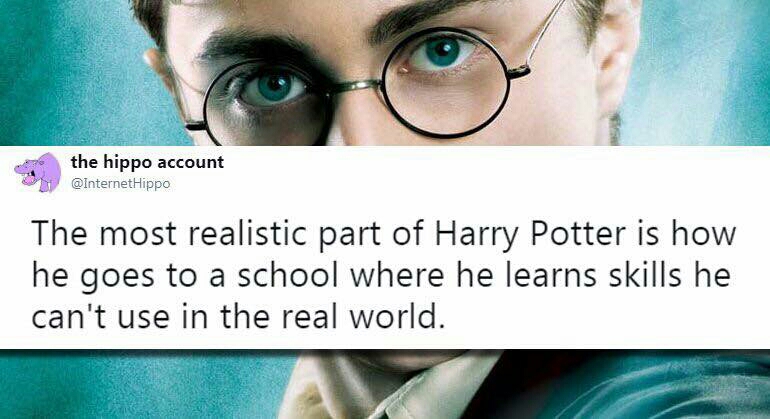 the hippo account
@InternetHippo
The most realistic part of Harry Potter is how
he goes to a school where he learns skills he
can't use in the real world.